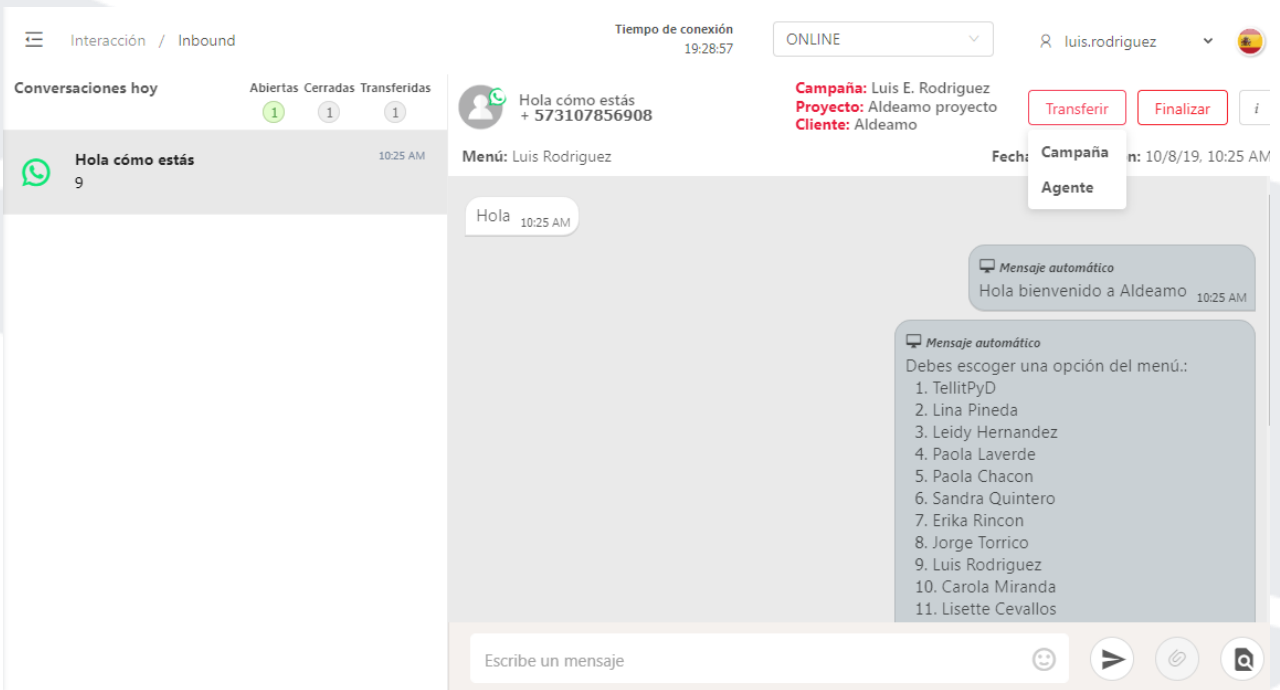 Interacción / Inbound
Tiempo de conexión
19:28:57
ONLINE
luis.rodriguez
Conversaciones hoy
Abiertas Cerradas Transferidas
1 1 1
Hola cómo estás 10:25 AM
9
Hola cómo estás
+ 573107856908
Campaña: Luis E. Rodriguez
Proyecto: Aldeamo proyecto
Cliente: Aldeamo
Transferir Finalizar i
Campaña
Agente
Menú: Luis Rodriguez
Fecha n: 10/8/19, 10:25 AM
Hola 10:25 AM
Mensaje automático
Hola bienvenido a Aldeamo 10:25 AM
Mensaje automático
Debes escoger una opción del menú.:
1. TellitPyD
2. Lina Pineda
3. Leidy Hernandez
4. Paola Laverde
5. Paola Chacon
6. Sandra Quintero
7. Erika Rincon
8. Jorge Torrico
9. Luis Rodriguez
10. Carola Miranda
11. Lisette Cevallos
Escribe un mensaje